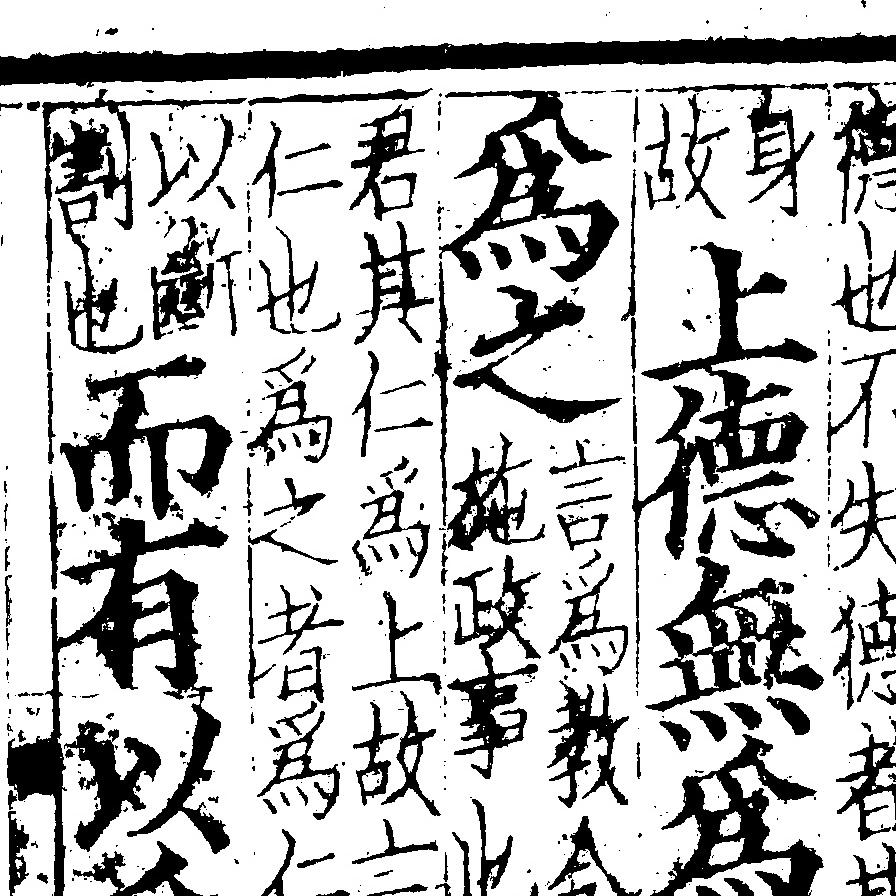 德也不失德者其
身
故
上德無爲
爲之
言爲教令
施政事也
君其仁爲上故言
仁也爲之者爲仁
以斷
割也
而有以